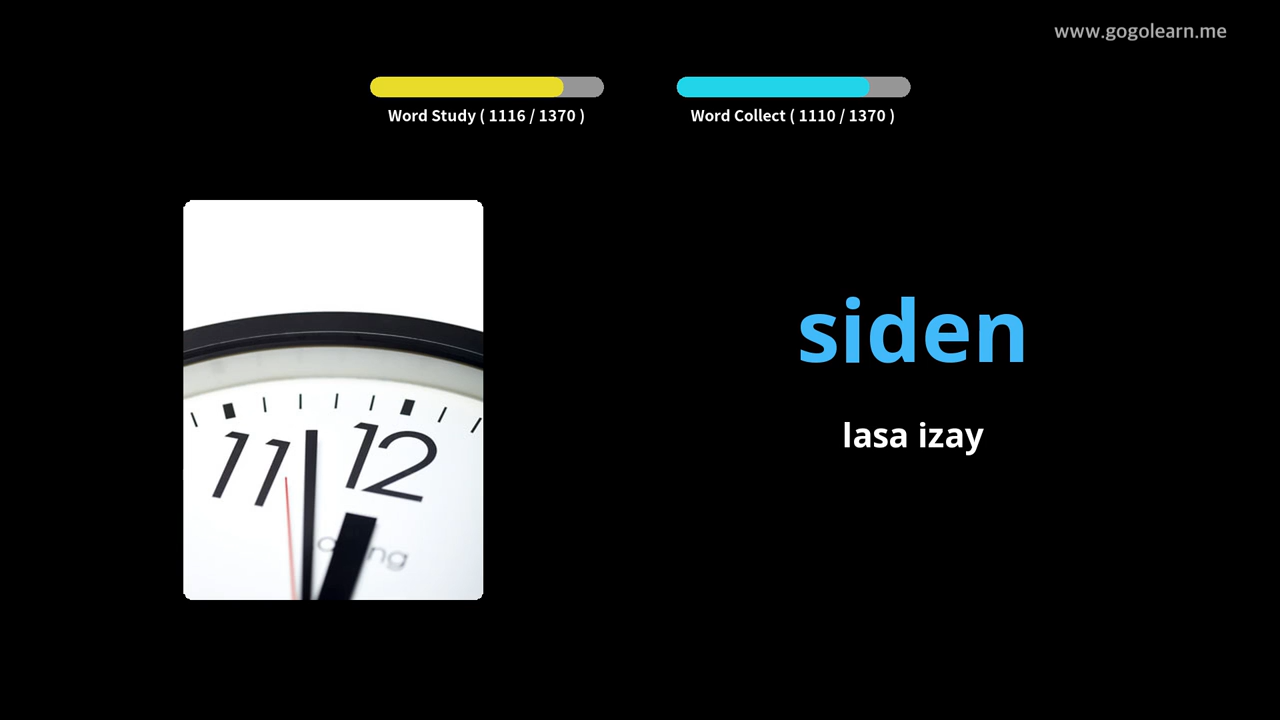 www.gogolearn.me
Word Study ( 1116 / 1370 )
Word Collect ( 1110 / 1370 )
siden
lasa izay
11 12